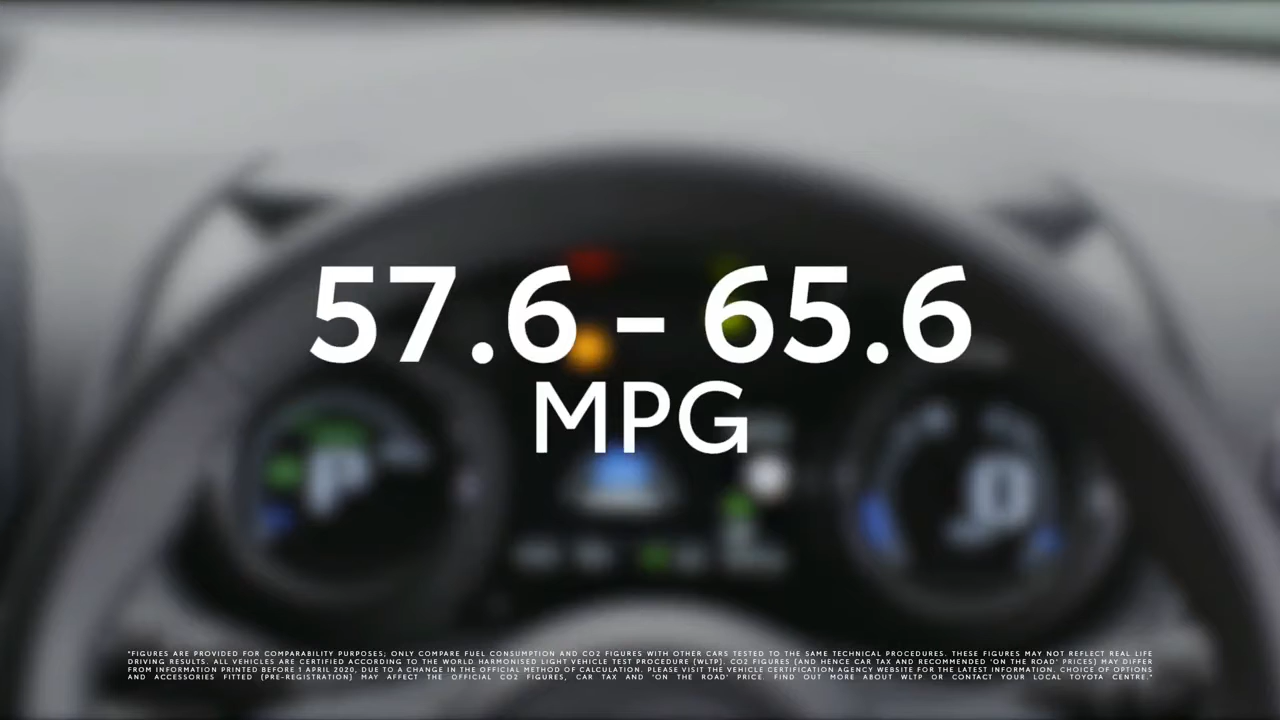 57.6 – 65.6
MPG
"FIGURES ARE PROVIDED FOR COMPARABILITY PURPOSES; ONLY COMPARE FUEL CONSUMPTION AND CO2 FIGURES WITH OTHER CARS TESTED TO THE SAME TECHNICAL PROCEDURES. THESE FIGURES MAY NOT REFLECT REAL LIFE
DRIVING RESULTS. ALL VEHICLES ARE CERTIFIED ACCORDING TO THE WORLD HARMONISED LIGHT VEHICLE TEST PROCEDURE (WLTP). CO2 FIGURES (AND HENCE CAR TAX AND RECOMMENDED 'ON THE ROAD' PRICES) MAY DIFFER
FROM INFORMATION PRINTED BEFORE 1 APRIL 2020, DUE TO A CHANGE IN THE OFFICIAL METHOD OF CALCULATION. PLEASE VISIT THE VEHICLE CERTIFICATION AGENCY WEBSITE FOR THE LATEST INFORMATION. CHOICE OF OPTIONS
AND ACCESSORIES FITTED (PRE-REGISTRATION) MAY AFFECT THE OFFICIAL CO2 FIGURES, CAR TAX AND 'ON THE ROAD' PRICE. FIND OUT MORE ABOUT WLTP OR CONTACT YOUR LOCAL TOYOTA CENTRE."
P
0